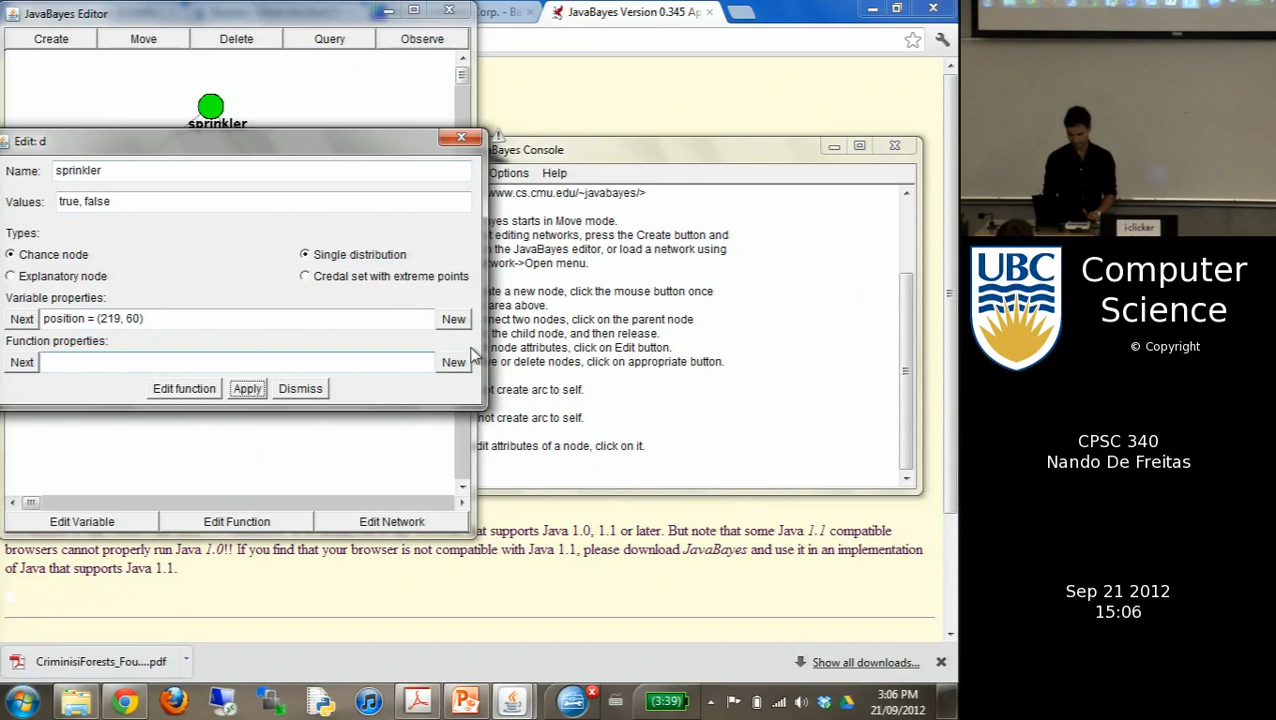 JavaBayes Editor
Corp. - Ba
JavaBayes Version 0.345 Ap
Create
Move
Delete
Query
Observe
sprinkler
Edit: d
Name:
sprinkler
Values:
true, false
Types:
Chance node
Single distribution
Explanatory node
Credal set with extreme points
Variable properties:
Next
position = (219, 60)
New
Function properties:
Next
New
Edit function
Apply
Dismiss
Edit Variable
Edit Function
Edit Network
aBayes Console
Options
Help
www.cs.cmu.edu/~javabayes/>
yes starts in Move mode.
t editing networks, press the Create button and
n the JavaBayes editor, or load a network using
work->Open menu.
ate a new node, click the mouse button once
area above.
nect two nodes, click on the parent node
the child node, and then release.
node attributes, click on Edit button.
ve or delete nodes, click on appropriate button.
not create arc to self.
not create arc to self.
dit attributes of a node, click on it.
that supports Java 1.0, 1.1 or later. But note that some Java 1.1 compatible
browsers cannot properly run Java 1.0!! If you find that your browser is not compatible with Java 1.1, please download JavaBayes and use it in an implementation
of Java that supports Java 1.1.
CriminisiForests_Fou....pdf
Show all downloads...
(3:39)
3:06 PM
21/09/2012
i-clicker
UBC
Computer
Science
© Copyright
CPSC 340
Nando De Freitas
Sep 21 2012
15:06